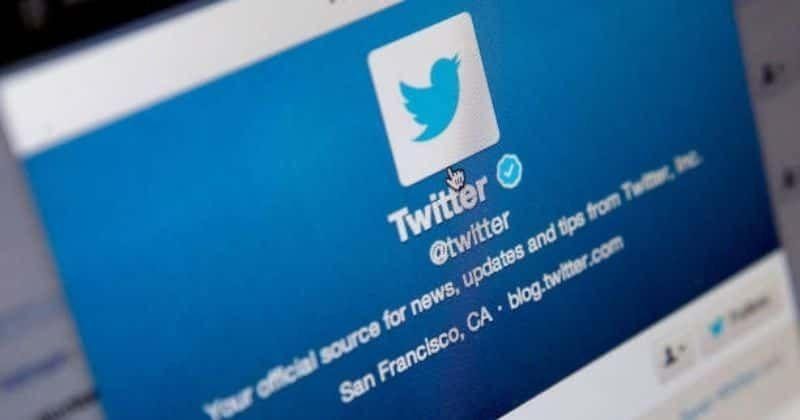 Twitter
@twitter
Your official source for news, updates and tips from Twitter, Inc.
San Francisco, CA · blog.twitter.com
Follow